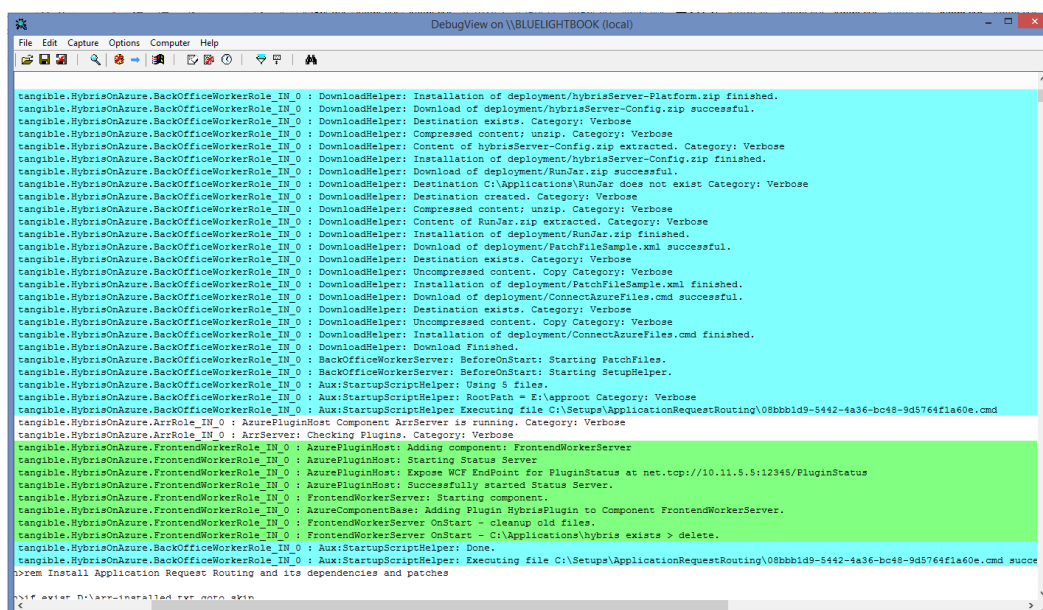 DebugView on \\BLUELIGHTBOOK (local)
File Edit Capture Options Computer Help
tangible.HybrisOnAzure.BackOfficeWorkerRole_IN_0 : DownloadHelper: Installation of deployment/hybrisServer-Platform.zip finished.
tangible.HybrisOnAzure.BackOfficeWorkerRole_IN_0 : DownloadHelper: Download of deployment/hybrisServer-Config.zip successful.
tangible.HybrisOnAzure.BackOfficeWorkerRole_IN_0 : DownloadHelper: Destination exists. Category: Verbose
tangible.HybrisOnAzure.BackOfficeWorkerRole_IN_0 : DownloadHelper: Compressed content; unzip. Category: Verbose
tangible.HybrisOnAzure.BackOfficeWorkerRole_IN_0 : DownloadHelper: Content of hybrisServer-Config.zip extracted. Category: Verbose
tangible.HybrisOnAzure.BackOfficeWorkerRole_IN_0 : DownloadHelper: Installation of deployment/hybrisServer-Config.zip finished.
tangible.HybrisOnAzure.BackOfficeWorkerRole_IN_0 : DownloadHelper: Download of deployment/RunJar.zip successful.
tangible.HybrisOnAzure.BackOfficeWorkerRole_IN_0 : DownloadHelper: Destination C:\Applications\RunJar does not exist Category: Verbose
tangible.HybrisOnAzure.BackOfficeWorkerRole_IN_0 : DownloadHelper: Destination created. Category: Verbose
tangible.HybrisOnAzure.BackOfficeWorkerRole_IN_0 : DownloadHelper: Compressed content; unzip. Category: Verbose
tangible.HybrisOnAzure.BackOfficeWorkerRole_IN_0 : DownloadHelper: Content of RunJar.zip extracted. Category: Verbose
tangible.HybrisOnAzure.BackOfficeWorkerRole_IN_0 : DownloadHelper: Installation of deployment/RunJar.zip finished.
tangible.HybrisOnAzure.BackOfficeWorkerRole_IN_0 : DownloadHelper: Download of deployment/PatchFileSample.xml successful.
tangible.HybrisOnAzure.BackOfficeWorkerRole_IN_0 : DownloadHelper: Destination exists. Category: Verbose
tangible.HybrisOnAzure.BackOfficeWorkerRole_IN_0 : DownloadHelper: Uncompressed content. Copy Category: Verbose
tangible.HybrisOnAzure.BackOfficeWorkerRole_IN_0 : DownloadHelper: Installation of deployment/PatchFileSample.xml finished.
tangible.HybrisOnAzure.BackOfficeWorkerRole_IN_0 : DownloadHelper: Download of deployment/ConnectAzureFiles.cmd successful.
tangible.HybrisOnAzure.BackOfficeWorkerRole_IN_0 : DownloadHelper: Destination exists. Category: Verbose
tangible.HybrisOnAzure.BackOfficeWorkerRole_IN_0 : DownloadHelper: Uncompressed content. Copy Category: Verbose
tangible.HybrisOnAzure.BackOfficeWorkerRole_IN_0 : DownloadHelper: Installation of deployment/ConnectAzureFiles.cmd finished.
tangible.HybrisOnAzure.BackOfficeWorkerRole_IN_0 : DownloadHelper: Download Finished.
tangible.HybrisOnAzure.BackOfficeWorkerRole_IN_0 : BackOfficeWorkerServer: BeforeOnStart: Starting PatchFiles.
tangible.HybrisOnAzure.BackOfficeWorkerRole_IN_0 : BackOfficeWorkerServer: BeforeOnStart: Starting SetupHelper.
tangible.HybrisOnAzure.BackOfficeWorkerRole_IN_0 : Aux:StartupScriptHelper: Using 5 files.
tangible.HybrisOnAzure.BackOfficeWorkerRole_IN_0 : Aux:StartupScriptHelper: RootPath = E:\approot Category: Verbose
tangible.HybrisOnAzure.BackOfficeWorkerRole_IN_0 : Aux:StartupScriptHelper Executing file C:\Setups\ApplicationRequestRouting\08bbb1d9-5442-4a36-bc48-9d5764f1a60e.cmd
tangible.HybrisOnAzure.ArrRole_IN_0 : AzurePluginHost Component ArrServer is running. Category: Verbose
tangible.HybrisOnAzure.ArrRole_IN_0 : ArrServer: Checking Plugins. Category: Verbose
tangible.HybrisOnAzure.FrontendWorkerRole_IN_0 : AzurePluginHost: Adding component: FrontendWorkerServer
tangible.HybrisOnAzure.FrontendWorkerRole_IN_0 : AzurePluginHost: Starting Status Server
tangible.HybrisOnAzure.FrontendWorkerRole_IN_0 : AzurePluginHost: Expose WCF EndPoint for PluginStatus at net.tcp://10.11.5.5:12345/PluginStatus
tangible.HybrisOnAzure.FrontendWorkerRole_IN_0 : AzurePluginHost: Successfully started Status Server.
tangible.HybrisOnAzure.FrontendWorkerRole_IN_0 : FrontendWorkerServer: Starting component.
tangible.HybrisOnAzure.FrontendWorkerRole_IN_0 : AzureComponentBase: Adding Plugin HybrisPlugin to Component FrontendWorkerServer.
tangible.HybrisOnAzure.FrontendWorkerRole_IN_0 : FrontendWorkerServer OnStart - cleanup old files.
tangible.HybrisOnAzure.FrontendWorkerRole_IN_0 : FrontendWorkerServer OnStart - C:\Applications\hybris exists > delete.
tangible.HybrisOnAzure.BackOfficeWorkerRole_IN_0 : Aux:StartupScriptHelper: Done.
tangible.HybrisOnAzure.BackOfficeWorkerRole_IN_0 : Aux:StartupScriptHelper: Executing file C:\Setups\ApplicationRequestRouting\08bbb1d9-5442-4a36-bc48-9d5764f1a60e.cmd succe
>rem Install Application Request Routing and its dependencies and patches
>if exist D:\arr-installed.txt goto skip